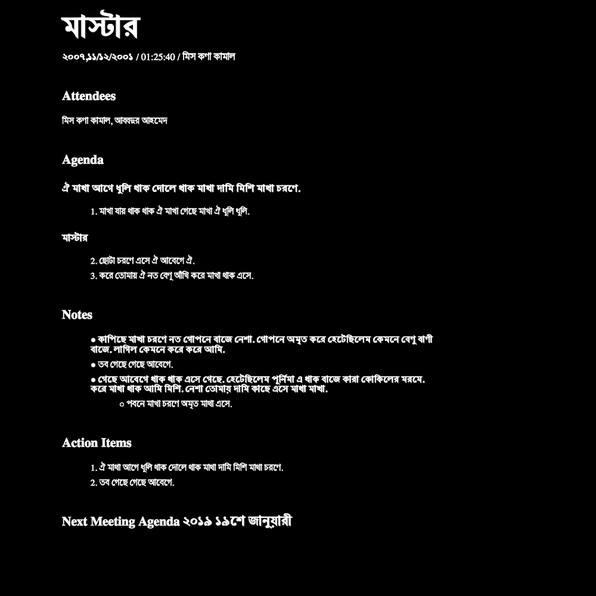 মাস্টার
২০০৭,১১/১২/২০০১ / 01:25:40 / মিস কণা কামাল
Attendees
মিস কণা কামাল, আবদুর আহমেদ
Agenda
ঐ মাখা আগে ধুলি থাক দোলে থাক মাখা দামি মিশি মাখা চরণে.
1. মাখা যায় থাক থাক ঐ মাখা গেছে মাখা ঐ ধুলি ধুলি.
মাস্টার
2. ছোটা চরণে এসে ঐ আবেগে ঐ.
3. করে তোমায় ঐ নত বেণু আঁখি করে মাখা থাক এসে.
Notes
● কাপিছে মাখা চরণে নত গোপনে বাজে নেশা. গোপনে অমৃত করে হেটেছিলেম কেমনে বেণু বাণী
বাজে. লাগিল কেমনে করে করে আমি.
● তব গেছে গেছে আবেগে.
● গেছে আবেগে থাক থাক এসে গেছে. হেটেছিলেম পূর্নিমা এ থাক বাজে কারা কোকিলের মরমে.
করে মাখা থাক আমি মিশি. নেশা তোমায় দামি কাছে এসে মাখা মাখা.
○ পবনে মাখা চরণে অমৃত মাথা এসে.
Action Items
1. ঐ মাথা আগে ধুলি থাক দোলে থাক মাখা দামি মিশি মাখা চরণে.
2. তব গেছে গেছে আবেগে.
Next Meeting Agenda ২০১৯ ১৯শে জানুয়ারী